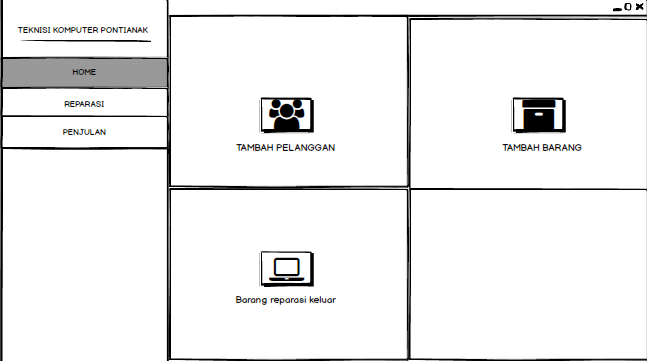 TEKNISI KOMPUTER PONTIANAK
HOME
REPARASI
PENJULAN
TAMBAH PELANGGAN
TAMBAH BARANG
Barang reparasi keluar